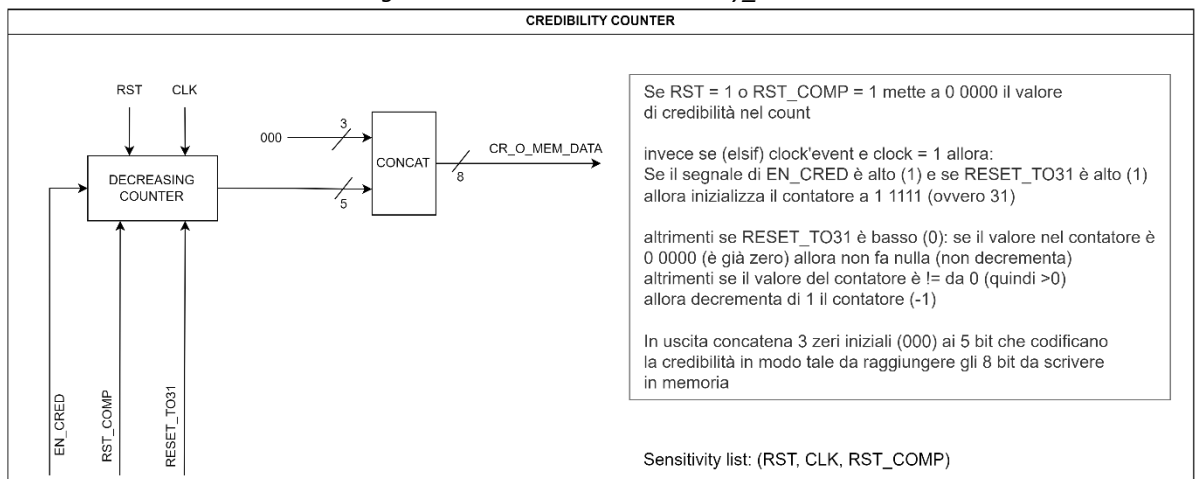 CREDIBILITY COUNTER
RST CLK
000
3
CONCAT
CR_O_MEM_DATA
8
DECREASING
COUNTER
5
EN_CRED
RST_COMP
RESET_TO31
Se RST = 1 o RST_COMP = 1 mette a 0 0000 il valore
di credibilità nel count
invece se (elsif) clock'event e clock = 1 allora:
Se il segnale di EN_CRED è alto (1) e se RESET_TO31 è alto (1)
allora inizializza il contatore a 1 1111 (ovvero 31)
altrimenti se RESET_TO31 è basso (0): se il valore nel contatore è
0 0000 (è già zero) allora non fa nulla (non decrementa)
altrimenti se il valore del contatore è != da 0 (quindi >0)
allora decrementa di 1 il contatore (-1)
In uscita concatena 3 zeri iniziali (000) ai 5 bit che codificano
la credibilità in modo tale da raggiungere gli 8 bit da scrivere
in memoria
Sensitivity list: (RST, CLK, RST_COMP)